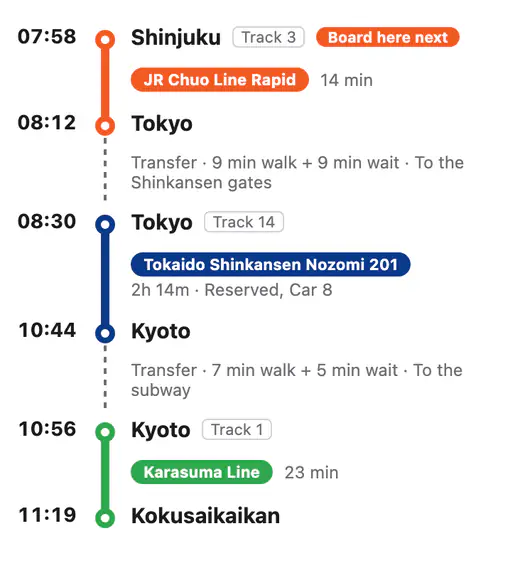 07:58 Shinjuku Track 3 Board here next
JR Chuo Line Rapid 14 min
08:12 Tokyo
Transfer · 9 min walk + 9 min wait · To the
Shinkansen gates
08:30 Tokyo Track 14
Tokaido Shinkansen Nozomi 201
2h 14m · Reserved, Car 8
10:44 Kyoto
Transfer · 7 min walk + 5 min wait · To the
subway
10:56 Kyoto Track 1
Karasuma Line 23 min
11:19 Kokusaikaikan